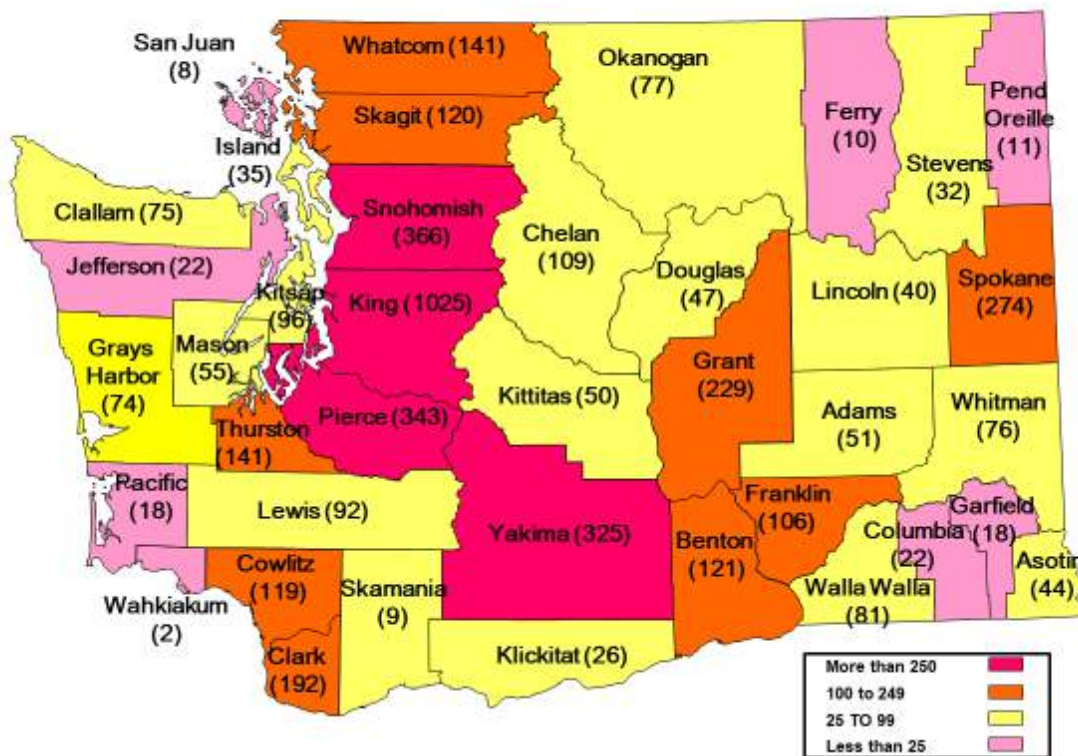 San Juan
(8)
Whatcom (141)
Okanogan
(77)
Ferry
(10)
Pend
Oreille
(11)
Stevens
(32)
Skagit (120)
Island
(35)
Clallam (75)
Snohomish
(366)
Chelan
(109)
Jefferson (22)
Douglas
(47)
Lincoln (40)
Spokane
(274)
Kitsap
(96)
King (1025)
Mason
(55)
Grays
Harbor
(74)
Grant
(229)
Kittitas (50)
Adams
(51)
Whitman
(76)
Pierce (343)
Thurston
(141)
Pacific
(18)
Lewis (92)
Yakima (325)
Benton
(121)
Franklin
(106)
Columbia
(22)
Garfield
(18)
Asotin
(44)
Walla Walla
(81)
Cowlitz
(119)
Skamania
(9)
Wahkiakum
(2)
Clark
(192)
Klickitat (26)
More than 250
100 to 249
25 TO 99
Less than 25